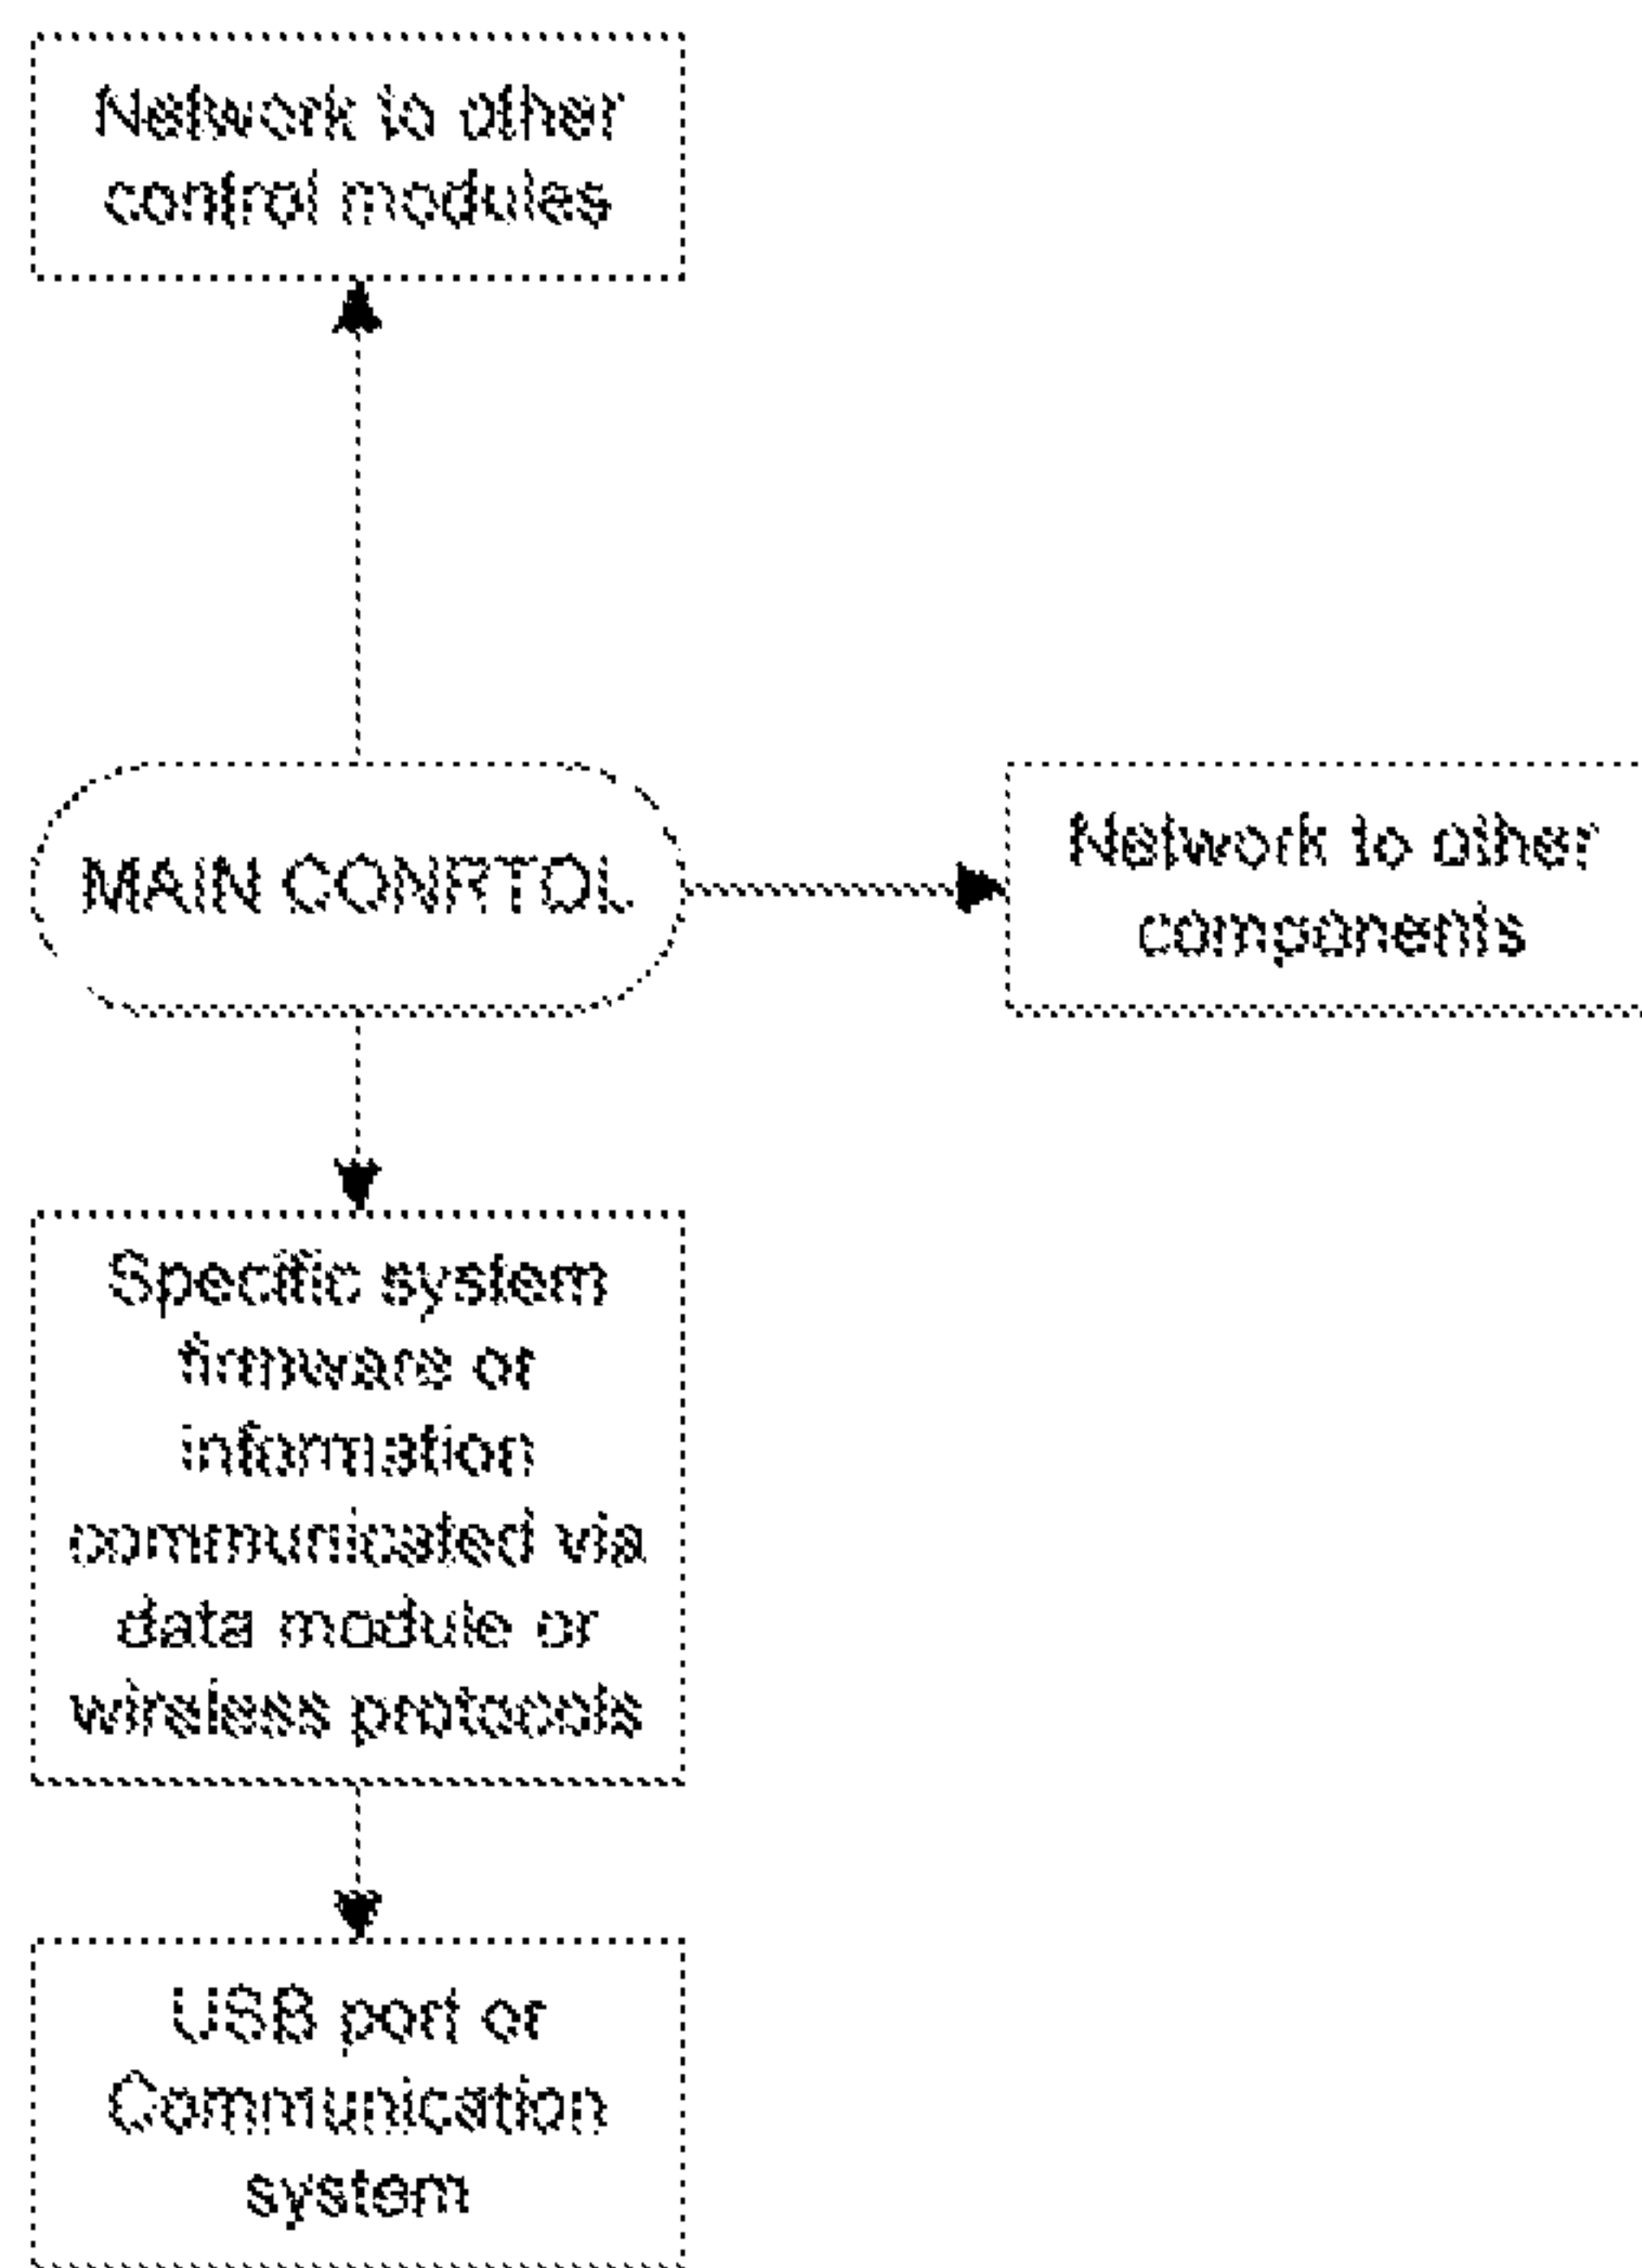 Network to other
control modules
MAIN CONRTOL
Network to other
components
Specific system
firmware or
information
communicated via
data module or
wireless protocols
USB port or
Communication
system